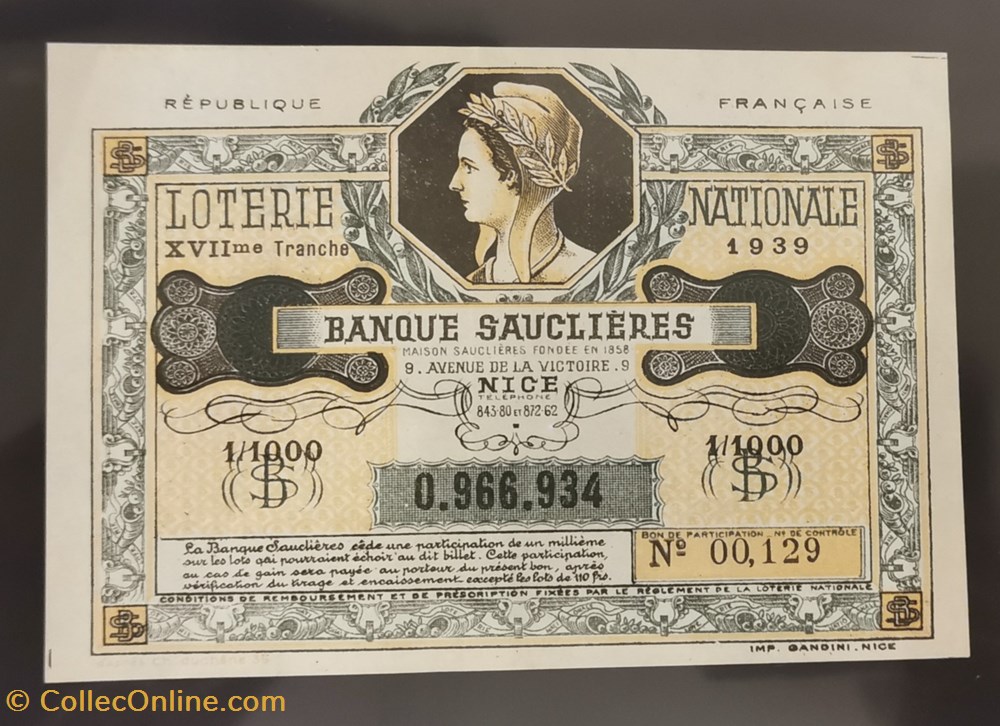 RÉPUBLIQUE FRANÇAISE
LOTERIE NATIONALE
XVIIme Tranche 1939
BANQUE SAUCLIÈRES
MAISON SAUCLIÈRES FONDÉE EN 1858
9. AVENUE DE LA VICTOIRE. 9
NICE
TÉLÉPHONE
843-80 ET 872-62
1/1000 1/1000
BS BS
0.966.934
La Banque Sauclières cède une participation de un millième
sur les lots qui pourraient échoir au dit billet. Cette participation,
au cas de gain sera payée au porteur du présent bon, après
vérification du tirage et encaissement excepté les lots de 110 frs.
BON DE PARTICIPATION _ Nº DE CONTRÔLE
Nº 00,129
CONDITIONS DE REMBOURSEMENT ET DE PRESCRIPTION FIXÉES PAR LE RÈGLEMENT DE LA LOTERIE NATIONALE
IMP. GANDINI. NICE
© CollecOnline.com